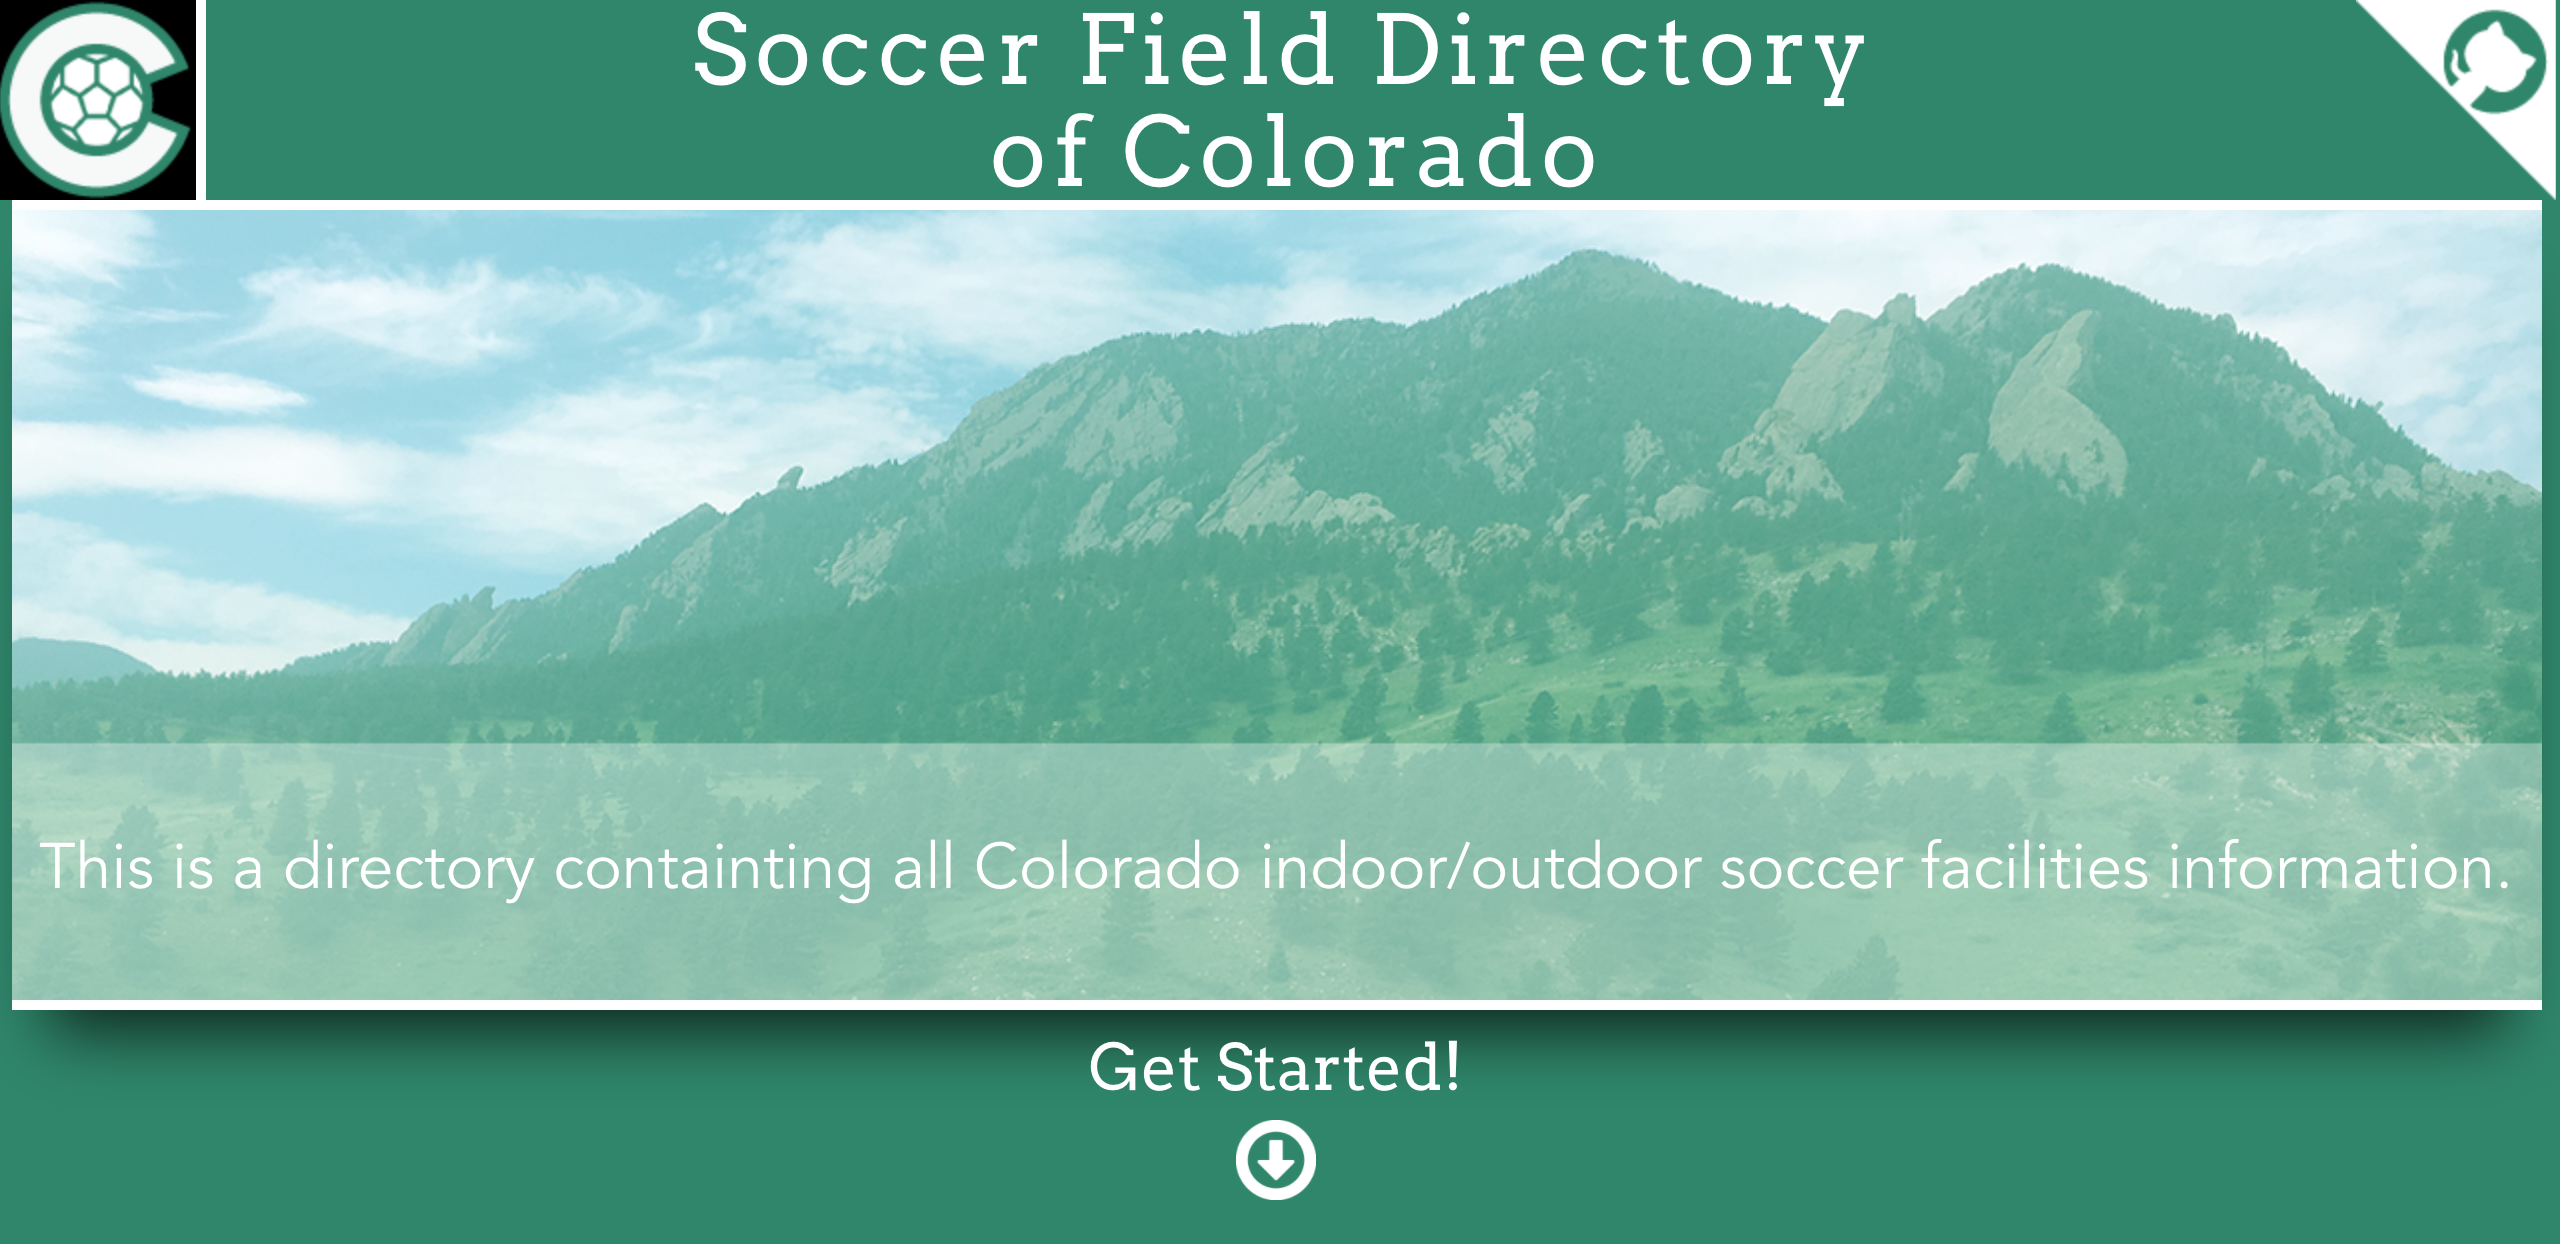 Soccer Field Directory
of Colorado
This is a directory containting all Colorado indoor/outdoor soccer facilities information.
Get Started!